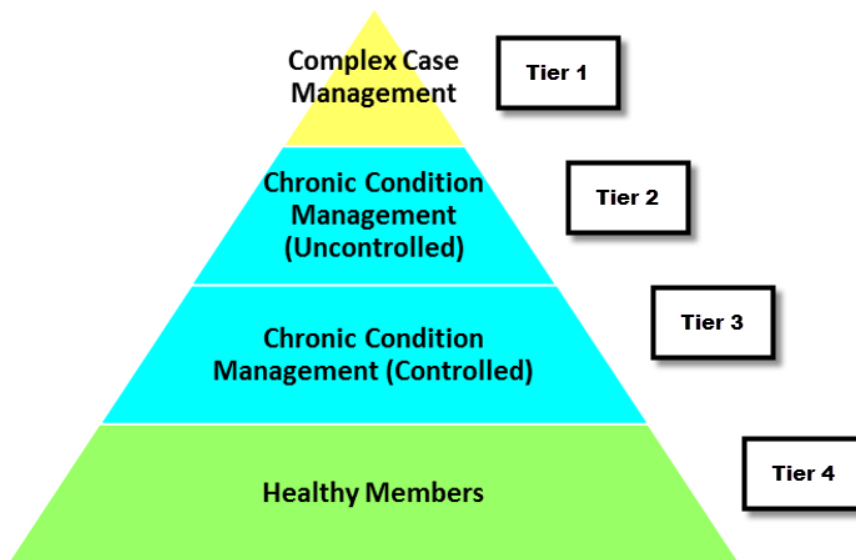 Complex Case
Management
Tier 1
Chronic Condition
Management
(Uncontrolled)
Tier 2
Chronic Condition
Management (Controlled)
Tier 3
Healthy Members
Tier 4